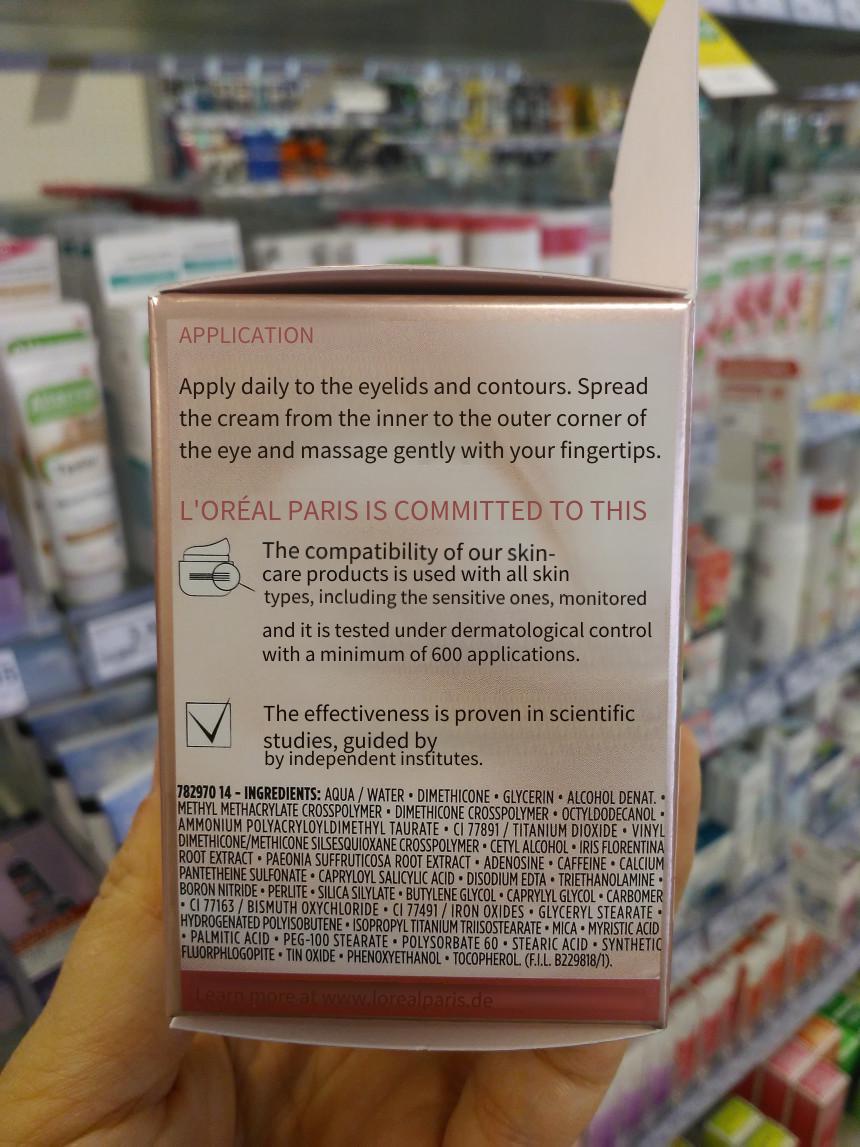 APPLICATION
Apply daily to the eyelids and contours. Spread
the cream from the inner to the outer corner of
the eye and massage gently with your fingertips.
L'ORÉAL PARIS IS COMMITTED TO THIS
The compatibility of our skin-
care products is used with all skin
types, including the sensitive ones, monitored
and it is tested under dermatological control
with a minimum of 600 applications.
The effectiveness is proven in scientific
studies, guided by
by independent institutes.
782970 14 - INGREDIENTS: AQUA / WATER • DIMETHICONE • GLYCERIN • ALCOHOL DENAT. •
METHYL METHACRYLATE CROSSPOLYMER • DIMETHICONE CROSSPOLYMER • OCTYLDODECANOL •
AMMONIUM POLYACRYLOYLDIMETHYL TAURATE • CI 77891 / TITANIUM DIOXIDE • VINYL
DIMETHICONE/METHICONE SILSESQUIOXANE CROSSPOLYMER • CETYL ALCOHOL • IRIS FLORENTINA
ROOT EXTRACT • PAEONIA SUFFRUTICOSA ROOT EXTRACT • ADENOSINE • CAFFEINE • CALCIUM
PANTETHEINE SULFONATE • CAPRYLOYL SALICYLIC ACID • DISODIUM EDTA • TRIETHANOLAMINE •
BORON NITRIDE • PERLITE • SILICA SILYLATE • BUTYLENE GLYCOL • CAPRYLYL GLYCOL • CARBOMER
• CI 77163 / BISMUTH OXYCHLORIDE • CI 77491 / IRON OXIDES • GLYCERYL STEARATE •
HYDROGENATED POLYISOBUTENE • ISOPROPYL TITANIUM TRIISOSTEARATE • MICA • MYRISTIC ACID
• PALMITIC ACID • PEG-100 STEARATE • POLYSORBATE 60 • STEARIC ACID • SYNTHETIC
FLUORPHLOGOPITE • TIN OXIDE • PHENOXYETHANOL • TOCOPHEROL. (F.I.L. B229818/1).
Learn more at www.lorealparis.de